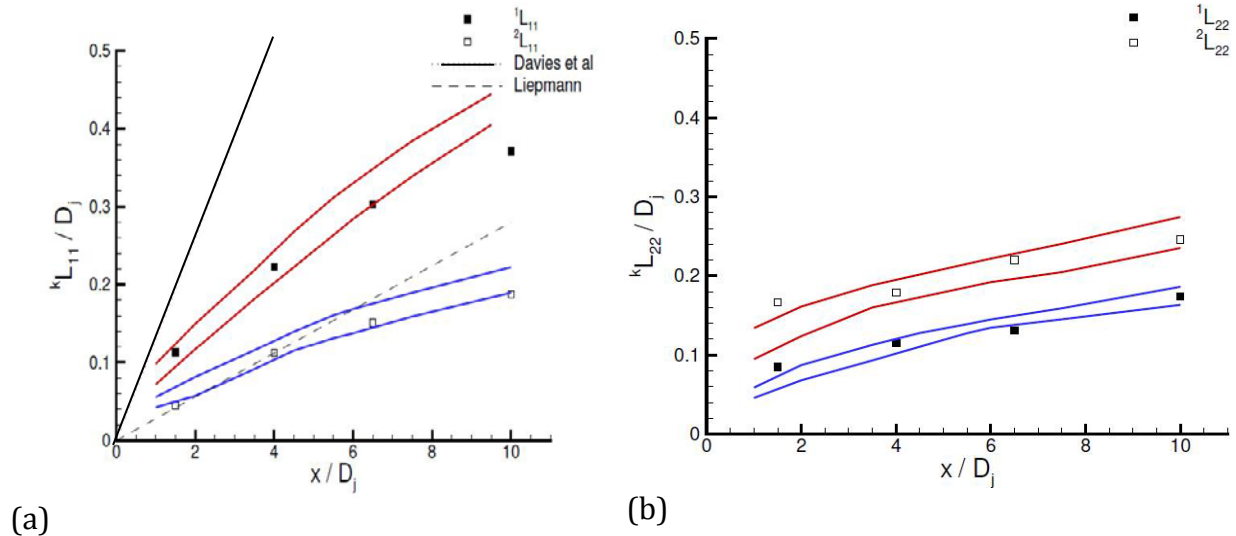 ¹L₁₁
²L₁₁
Davies et al
Liepmann
0.5
0.4
0.3
0.2
0.1
0
ᵏL₁₁ / Dⱼ
0 2 4 6 8 10
x / Dⱼ
(a)
¹L₂₂
²L₂₂
0.5
0.4
0.3
0.2
0.1
0
ᵏL₂₂ / Dⱼ
0 2 4 6 8 10
x / Dⱼ
(b)